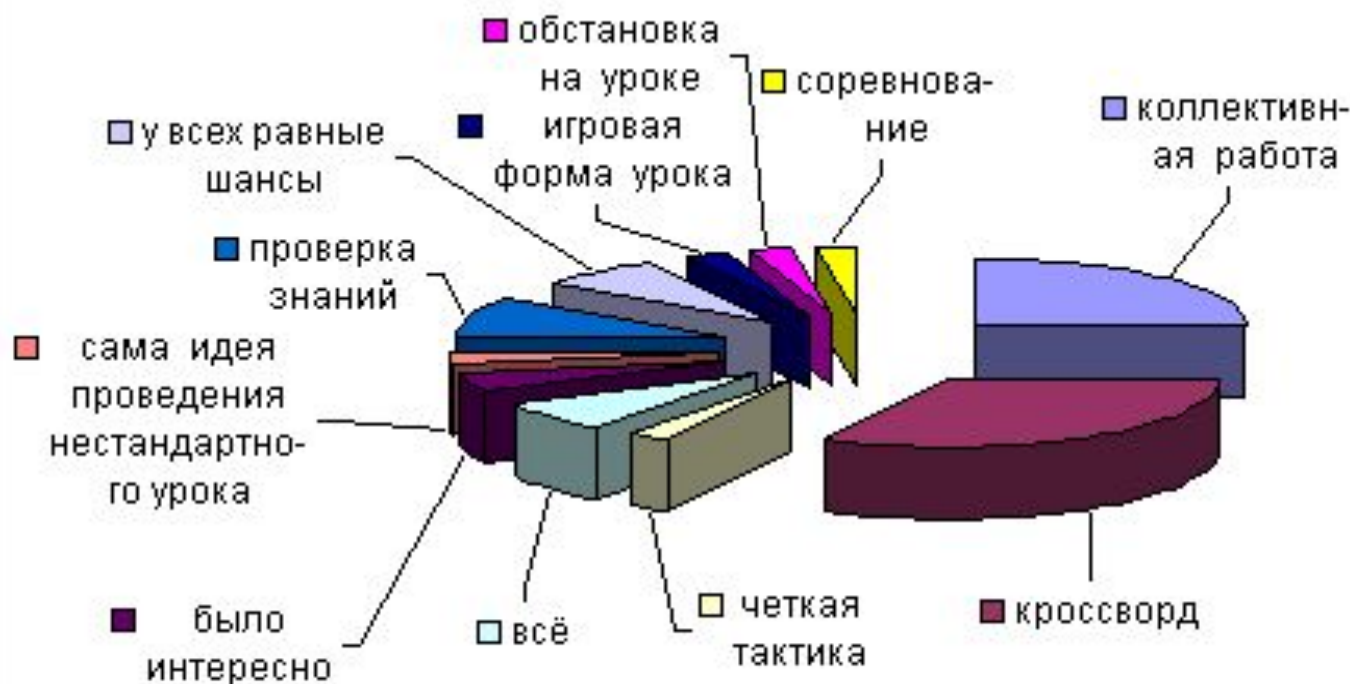 обстановка
на уроке
соревнова-
ние
коллективн-
ая работа
игровая
форма урока
у всех равные
шансы
проверка
знаний
сама идея
проведения
нестандартно-
го урока
было
интересно
всё
четкая
тактика
кроссворд